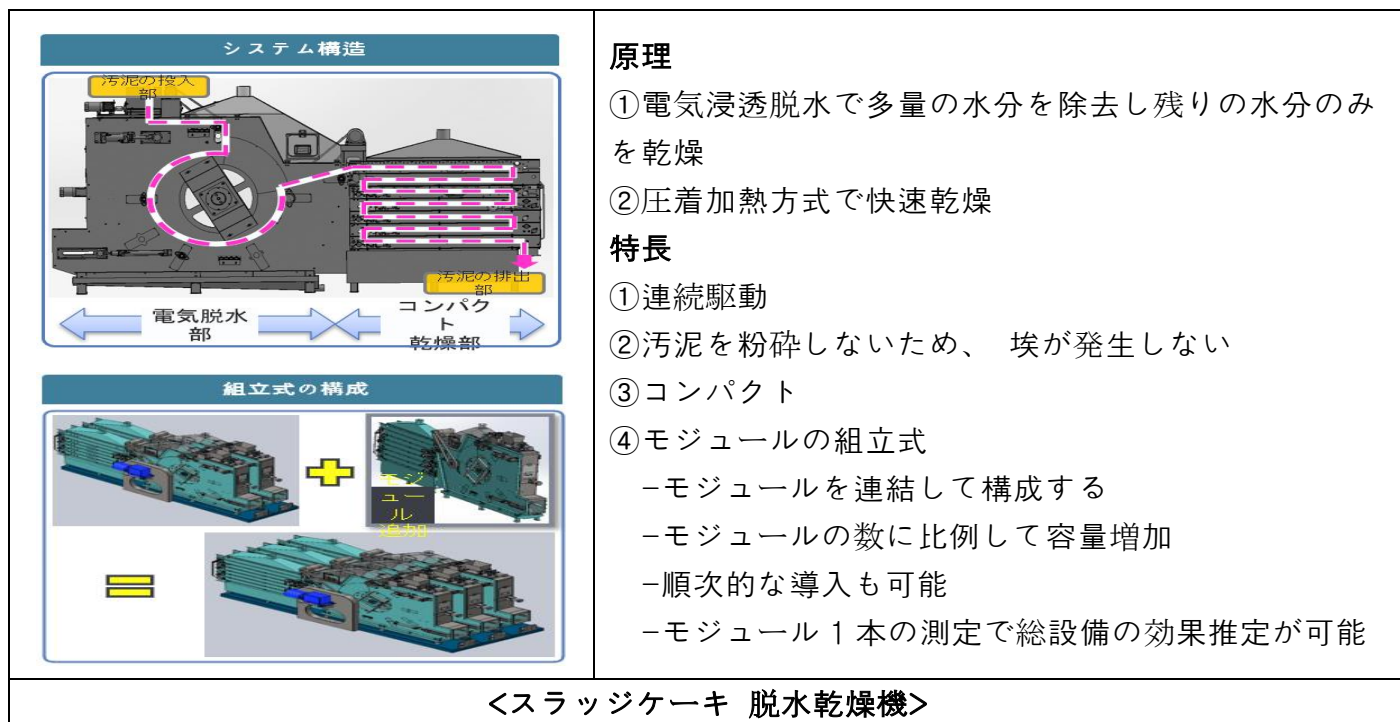 システム構造
汚泥の投入
部
汚泥の排出
部
電気脱水
部
コンパク
ト
乾燥部
組立式の構成
モジ
ュー
ル
追加
原理
①電気浸透脱水で多量の水分を除去し残りの水分のみ
を乾燥
②圧着加熱方式で快速乾燥
特長
①連続駆動
②汚泥を粉砕しないため、 埃が発生しない
③コンパクト
④モジュールの組立式
−モジュールを連結して構成する
−モジュールの数に比例して容量増加
−順次的な導入も可能
−モジュール１本の測定で総設備の効果推定が可能
<スラッジケーキ 脱水乾燥機>